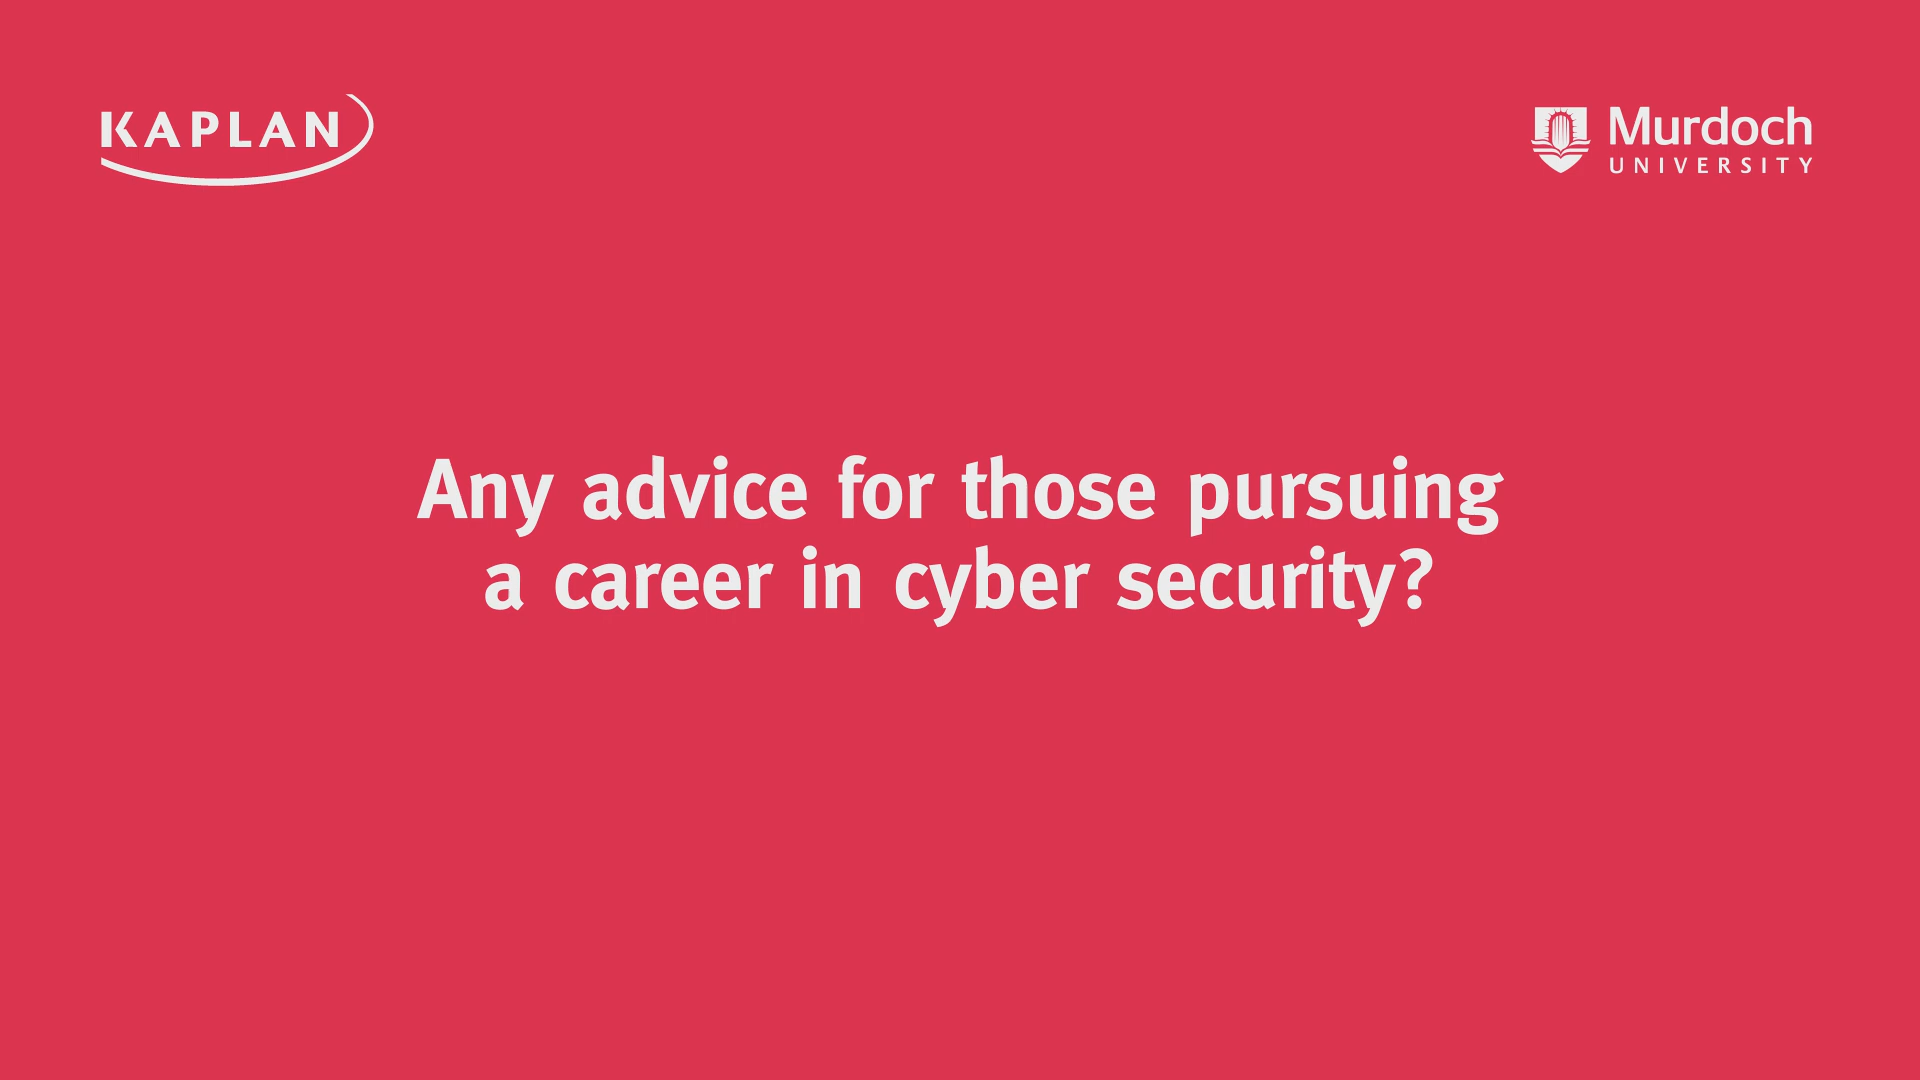 KAPLAN
Murdoch
UNIVERSITY
Any advice for those pursuing
a career in cyber security?